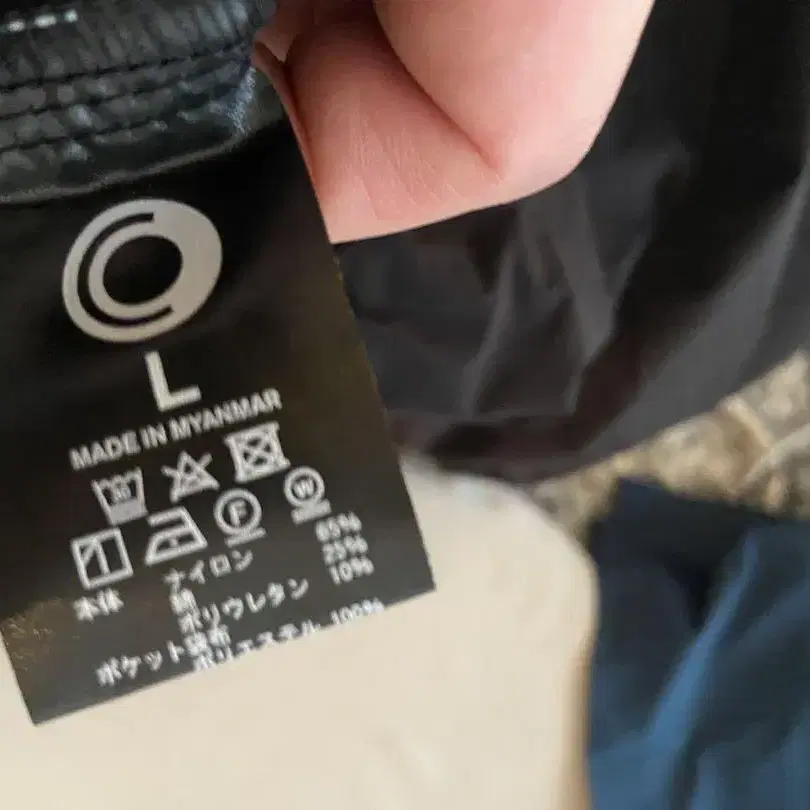 L
MADE IN MYANMAR
30
F W
本体 ナイロン 65%
綿 25%
ポリウレタン 10%
ポケット袋布
ポリエステル 100%